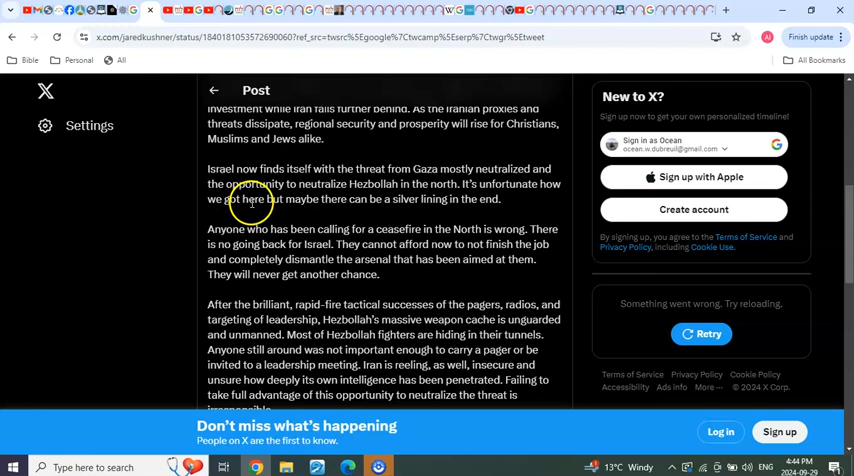 Finish update
x.com/jaredkushner/status/1840181053572690060?ref_src=twsrc%5Egoogle%7Ctwcamp%5Eserp%7Ctwgr%5Etweet
AI
Bible
Personal
All
All Bookmarks
X
Settings
Post
investment while Iran falls further behind. As the Iranian proxies and
threats dissipate, regional security and prosperity will rise for Christians,
Muslims and Jews alike.
Israel now finds itself with the threat from Gaza mostly neutralized and
the opportunity to neutralize Hezbollah in the north. It's unfortunate how
we got here but maybe there can be a silver lining in the end.
Anyone who has been calling for a ceasefire in the North is wrong. There
is no going back for Israel. They cannot afford now to not finish the job
and completely dismantle the arsenal that has been aimed at them.
They will never get another chance.
After the brilliant, rapid-fire tactical successes of the pagers, radios, and
targeting of leadership, Hezbollah's massive weapon cache is unguarded
and unmanned. Most of Hezbollah fighters are hiding in their tunnels.
Anyone still around was not important enough to carry a pager or be
invited to a leadership meeting. Iran is reeling, as well, insecure and
unsure how deeply its own intelligence has been penetrated. Failing to
take full advantage of this opportunity to neutralize the threat is
irresponsible.
New to X?
Sign up now to get your own personalized timeline!
Sign in as Ocean
ocean.w.dubreuil@gmail.com
Sign up with Apple
Create account
By signing up, you agree to the Terms of Service and
Privacy Policy, including Cookie Use.
Something went wrong. Try reloading.
Retry
Terms of Service Privacy Policy Cookie Policy
Accessibility Ads info More ··· © 2024 X Corp.
Don't miss what's happening
People on X are the first to know.
Log in
Sign up
Type here to search
13°C Windy
ENG
4:44 PM
2024-09-29